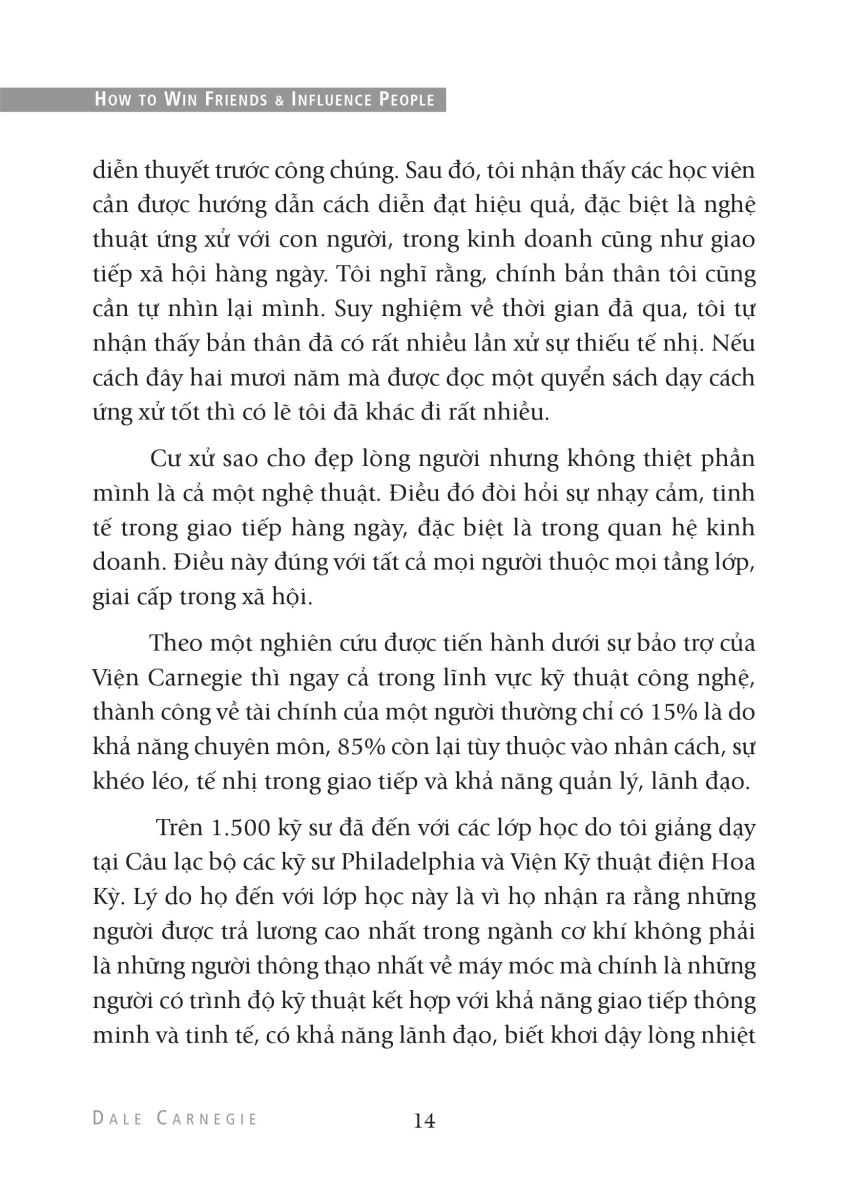 HOW TO WIN FRIENDS & INFLUENCE PEOPLE
diễn thuyết trước công chúng. Sau đó, tôi nhận thấy các học viên
cần được hướng dẫn cách diễn đạt hiệu quả, đặc biệt là nghệ
thuật ứng xử với con người, trong kinh doanh cũng như giao
tiếp xã hội hàng ngày. Tôi nghĩ rằng, chính bản thân tôi cũng
cần tự nhìn lại mình. Suy nghiệm về thời gian đã qua, tôi tự
nhận thấy bản thân đã có rất nhiều lần xử sự thiếu tế nhị. Nếu
cách đây hai mươi năm mà được đọc một quyển sách dạy cách
ứng xử tốt thì có lẽ tôi đã khác đi rất nhiều.
Cư xử sao cho đẹp lòng người nhưng không thiệt phần
mình là cả một nghệ thuật. Điều đó đòi hỏi sự nhạy cảm, tinh
tế trong giao tiếp hàng ngày, đặc biệt là trong quan hệ kinh
doanh. Điều này đúng với tất cả mọi người thuộc mọi tầng lớp,
giai cấp trong xã hội.
Theo một nghiên cứu được tiến hành dưới sự bảo trợ của
Viện Carnegie thì ngay cả trong lĩnh vực kỹ thuật công nghệ,
thành công về tài chính của một người thường chỉ có 15% là do
khả năng chuyên môn, 85% còn lại tùy thuộc vào nhân cách, sự
khéo léo, tế nhị trong giao tiếp và khả năng quản lý, lãnh đạo.
Trên 1.500 kỹ sư đã đến với các lớp học do tôi giảng dạy
tại Câu lạc bộ các kỹ sư Philadelphia và Viện Kỹ thuật điện Hoa
Kỳ. Lý do họ đến với lớp học này là vì họ nhận ra rằng những
người được trả lương cao nhất trong ngành cơ khí không phải
là những người thông thạo nhất về máy móc mà chính là những
người có trình độ kỹ thuật kết hợp với khả năng giao tiếp thông
minh và tinh tế, có khả năng lãnh đạo, biết khơi dậy lòng nhiệt
DALE CARNEGIE 14